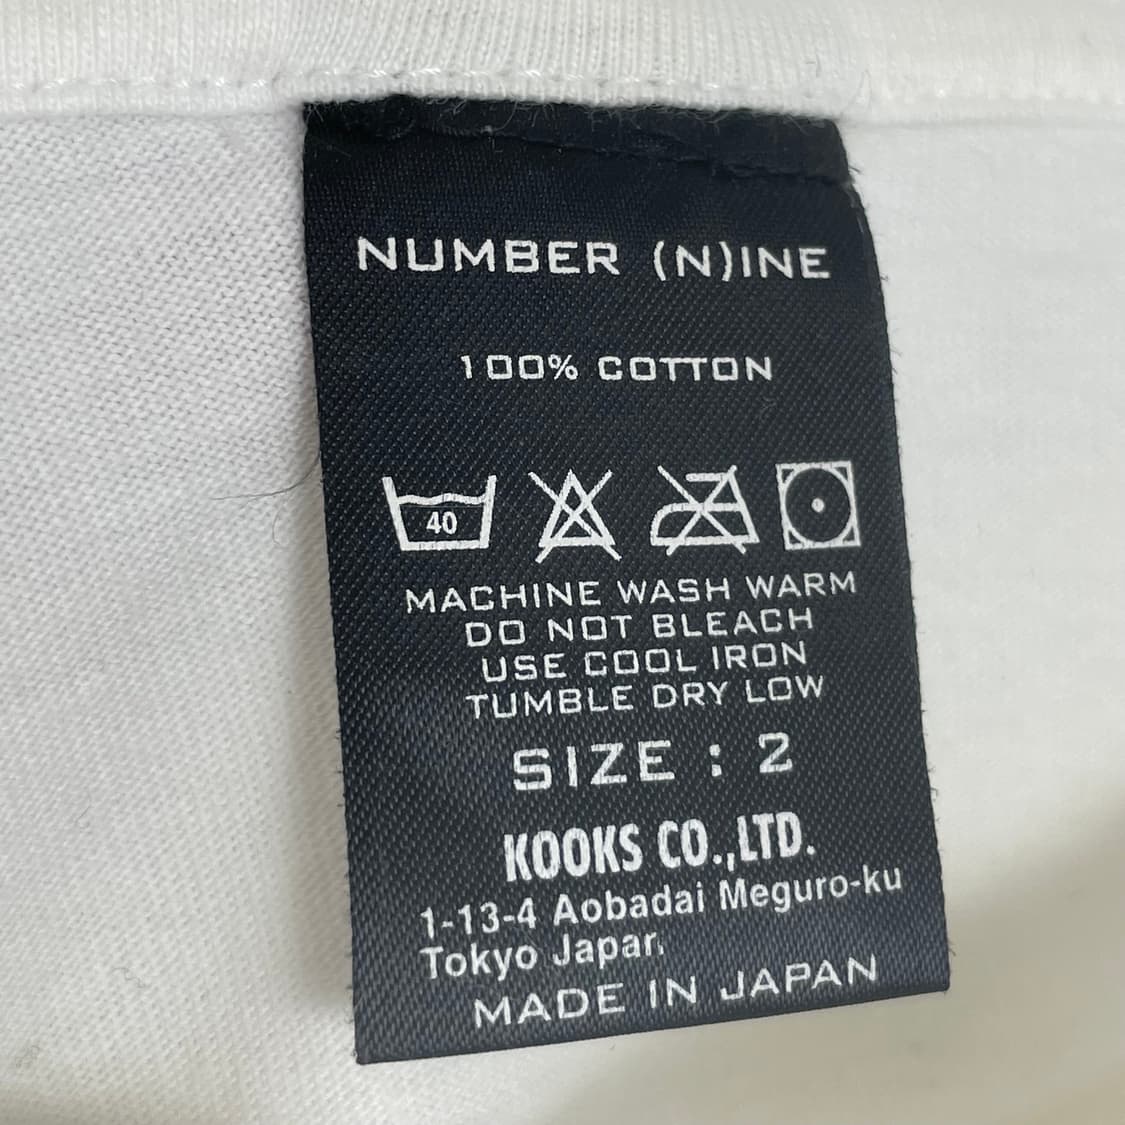 NUMBER (N)INE
100% COTTON
40
MACHINE WASH WARM
DO NOT BLEACH
USE COOL IRON
TUMBLE DRY LOW
SIZE : 2
KOOKS CO.,LTD.
1-13-4 Aobadai Meguro-ku
Tokyo Japan
MADE IN JAPAN